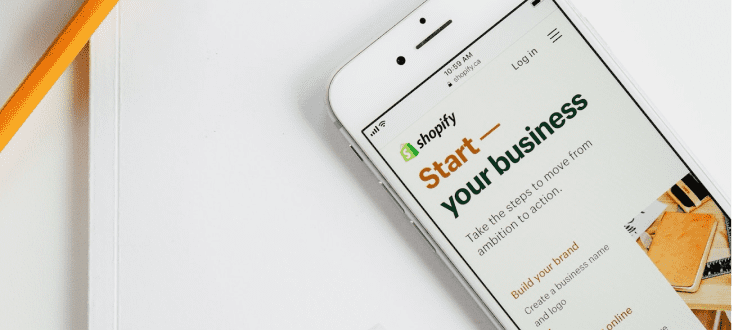 10:59 AM
shopify.ca
Log in
shopify
Start —
your business
Take the steps to move from
ambition to action.
Build your brand
Create a business name
and logo
online